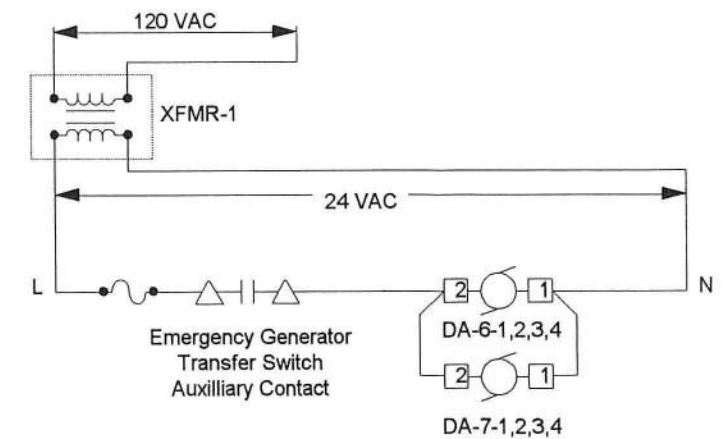 120 VAC
XFMR-1
24 VAC
L
N
2
1
Emergency Generator
Transfer Switch
Auxilliary Contact
DA-6-1,2,3,4
2
1
DA-7-1,2,3,4